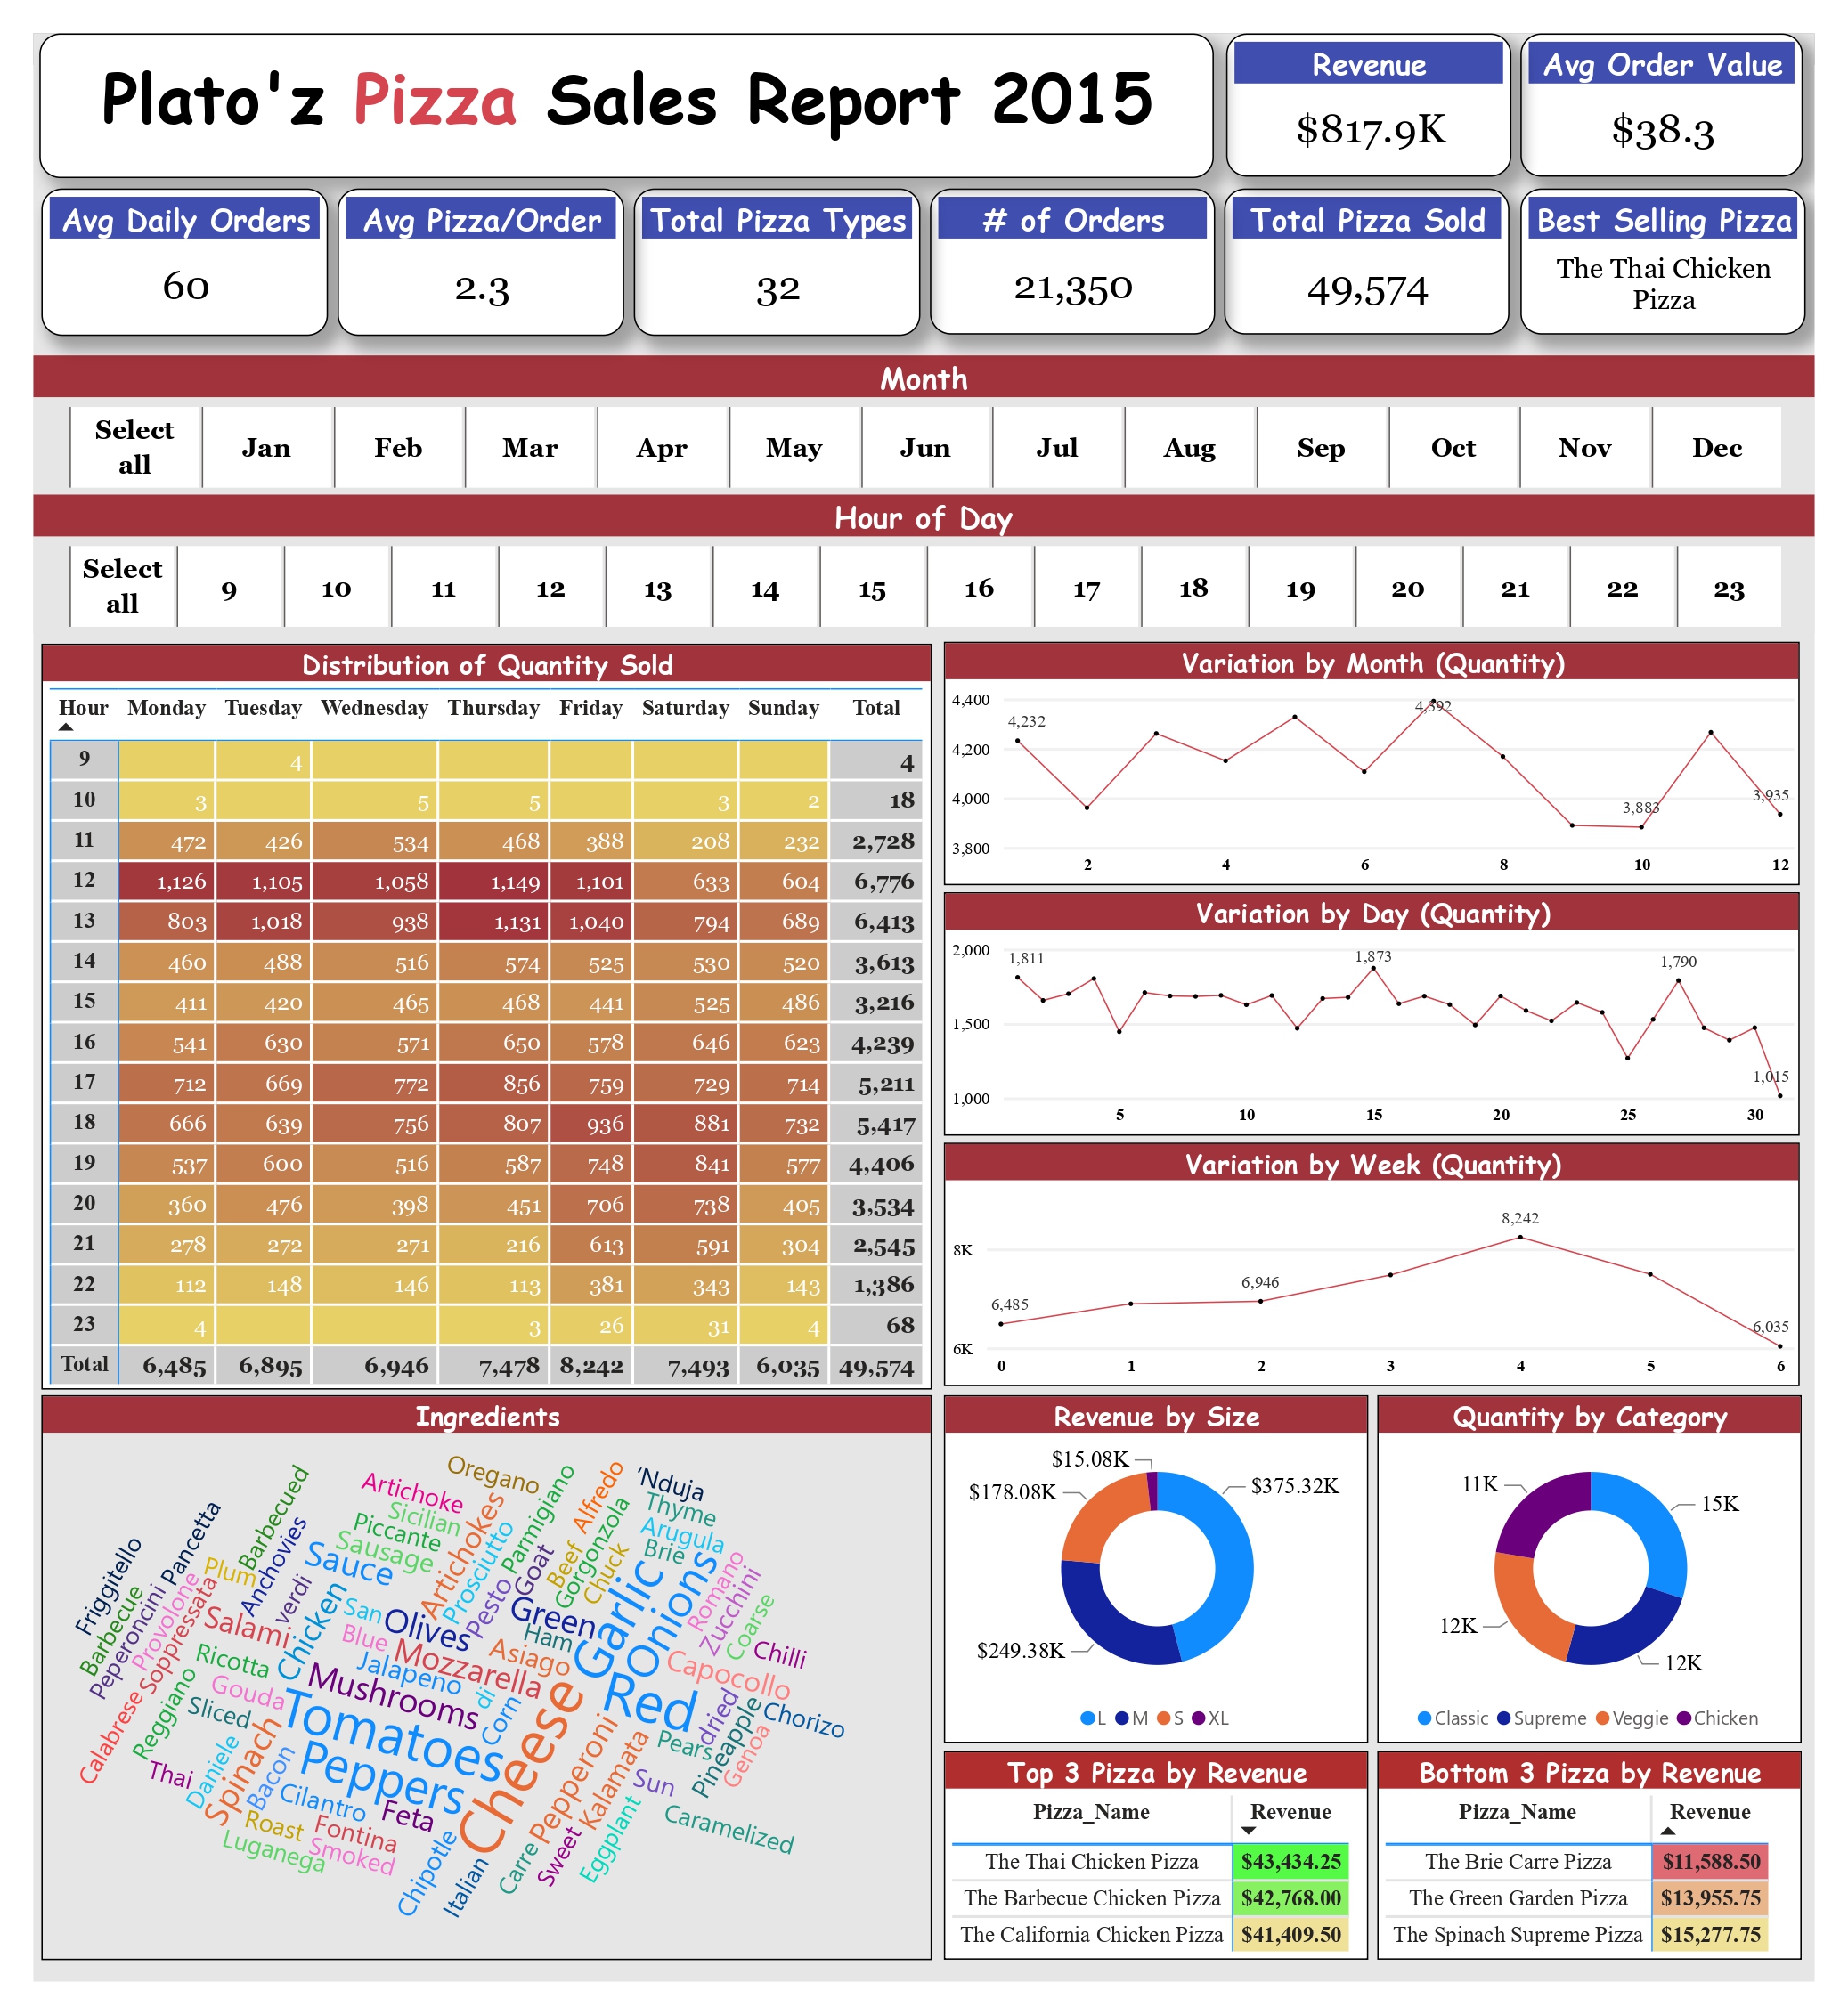 Plato'z Pizza Sales Report 2015
Revenue
$817.9K
Avg Order Value
$38.3
Avg Daily Orders
60
Avg Pizza/Order
2.3
Total Pizza Types
32
# of Orders
21,350
Total Pizza Sold
49,574
Best Selling Pizza
The Thai Chicken
Pizza
Month
Select all Jan Feb Mar Apr May Jun Jul Aug Sep Oct Nov Dec
Hour of Day
Select all 9 10 11 12 13 14 15 16 17 18 19 20 21 22 23
Distribution of Quantity Sold
Hour Monday Tuesday Wednesday Thursday Friday Saturday Sunday Total
9 4 4
10 3 5 5 3 2 18
11 472 426 534 468 388 208 232 2,728
12 1,126 1,105 1,058 1,149 1,101 633 604 6,776
13 803 1,018 938 1,131 1,040 794 689 6,413
14 460 488 516 574 525 530 520 3,613
15 411 420 465 468 441 525 486 3,216
16 541 630 571 650 578 646 623 4,239
17 712 669 772 856 759 729 714 5,211
18 666 639 756 807 936 881 732 5,417
19 537 600 516 587 748 841 577 4,406
20 360 476 398 451 706 738 405 3,534
21 278 272 271 216 613 591 304 2,545
22 112 148 146 113 381 343 143 1,386
23 4 3 26 31 4 68
Total 6,485 6,895 6,946 7,478 8,242 7,493 6,035 49,574
Variation by Month (Quantity)
4,400
4,200
4,000
3,800
4,232
4,392
3,883
3,935
2 4 6 8 10 12
Variation by Day (Quantity)
2,000
1,500
1,000
1,811
1,873
1,790
1,015
5 10 15 20 25 30
Variation by Week (Quantity)
8K
6K
6,485
6,946
8,242
6,035
0 1 2 3 4 5 6
Ingredients
Oregano
Artichoke
Sicilian
Piccante
Sausage
Sauce
Barbecued
Anchovies
Pancetta
Plum
Friggitello
Barbecue
Peperoncini
Provolone
Soppressata
Calabrese
Salami
verdi
Chicken
San
Blue
Olives
Artichokes
Prosciutto
Parmigiano
Pesto
Goat
Alfredo
Beef
Gorgonzola
Chuck
'Nduja
Thyme
Arugula
Brie
Garlic
Onions
Romano
Zucchini
Coarse
Chilli
Green
Ham
Asiago
Mozzarella
Jalapeno
Mushrooms
Ricotta
Gouda
Reggiano
Sliced
Thai
Daniele
Spinach
Bacon
Tomatoes
Peppers
Cilantro
Feta
Roast
Luganega
Fontina
Smoked
di
Corn
Cheese
Red
Capocollo
dried
Pineapple
Chorizo
Genoa
Pears
Sun
Caramelized
Pepperoni
Kalamata
Eggplant
Sweet
Carre
Italian
Chipotle
Revenue by Size
$15.08K
$178.08K
$375.32K
$249.38K
L M S XL
Quantity by Category
11K
15K
12K
12K
Classic Supreme Veggie Chicken
Top 3 Pizza by Revenue
Pizza_Name Revenue
The Thai Chicken Pizza $43,434.25
The Barbecue Chicken Pizza $42,768.00
The California Chicken Pizza $41,409.50
Bottom 3 Pizza by Revenue
Pizza_Name Revenue
The Brie Carre Pizza $11,588.50
The Green Garden Pizza $13,955.75
The Spinach Supreme Pizza $15,277.75